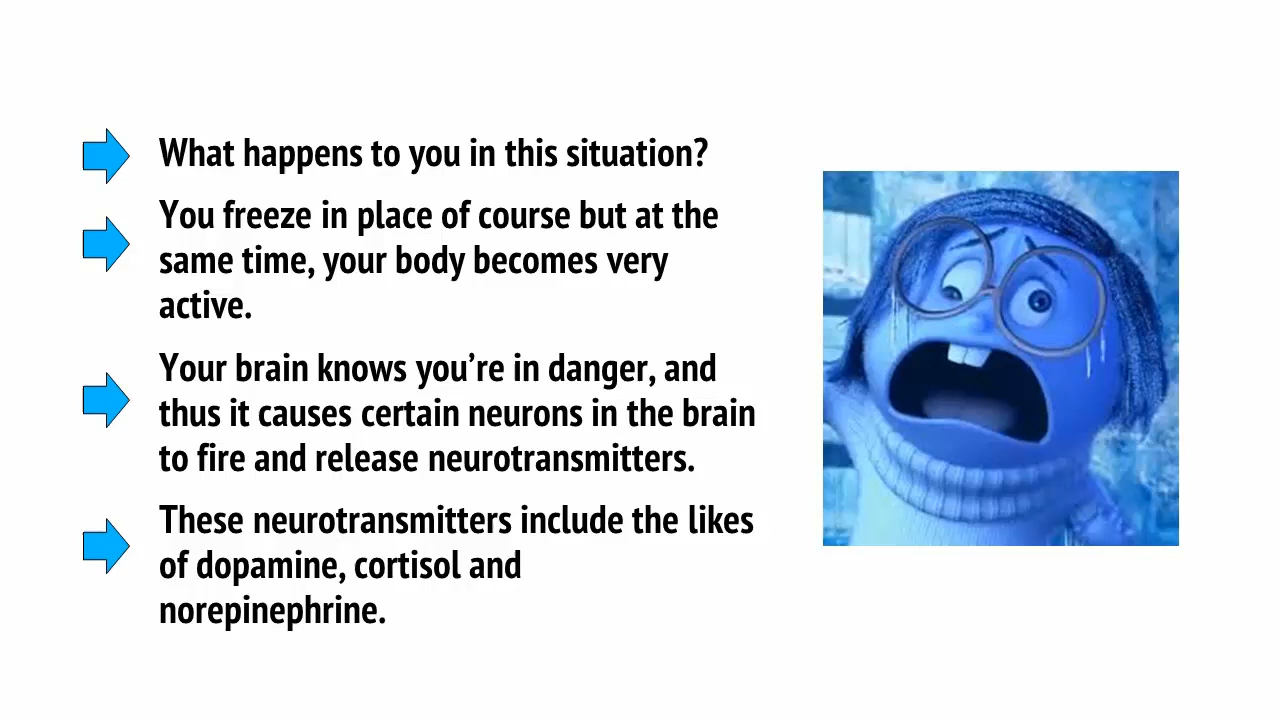 What happens to you in this situation?
You freeze in place of course but at the
same time, your body becomes very
active.
Your brain knows you’re in danger, and
thus it causes certain neurons in the brain
to fire and release neurotransmitters.
These neurotransmitters include the likes
of dopamine, cortisol and
norepinephrine.